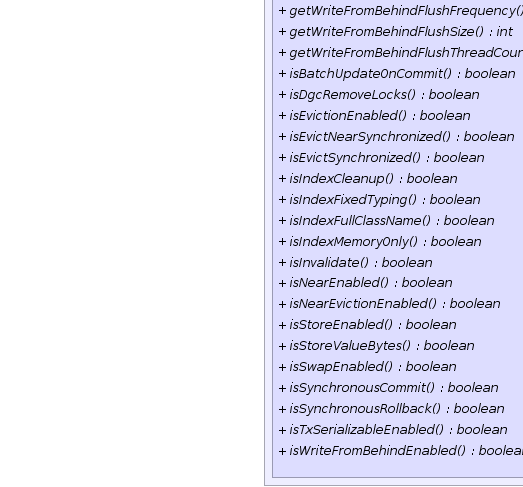 + getWriteFromBehindFlushFrequency()
+ getWriteFromBehindFlushSize() : int
+ getWriteFromBehindFlushThreadCoun
+ isBatchUpdateOnCommit() : boolean
+ isDgcRemoveLocks() : boolean
+ isEvictionEnabled() : boolean
+ isEvictNearSynchronized() : boolean
+ isEvictSynchronized() : boolean
+ isIndexCleanup() : boolean
+ isIndexFixedTyping() : boolean
+ isIndexFullClassName() : boolean
+ isIndexMemoryOnly() : boolean
+ isInvalidate() : boolean
+ isNearEnabled() : boolean
+ isNearEvictionEnabled() : boolean
+ isStoreEnabled() : boolean
+ isStoreValueBytes() : boolean
+ isSwapEnabled() : boolean
+ isSynchronousCommit() : boolean
+ isSynchronousRollback() : boolean
+ isTxSerializableEnabled() : boolean
+ isWriteFromBehindEnabled() : boolea